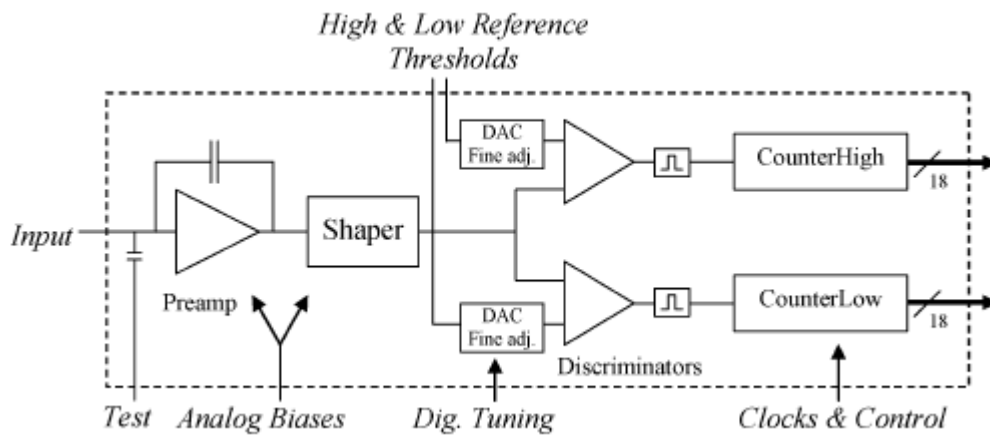 High & Low Reference
Thresholds
DAC
Fine adj.
CounterHigh
18
Input
Shaper
Preamp
DAC
Fine adj.
CounterLow
18
Discriminators
Test
Analog Biases
Dig. Tuning
Clocks & Control